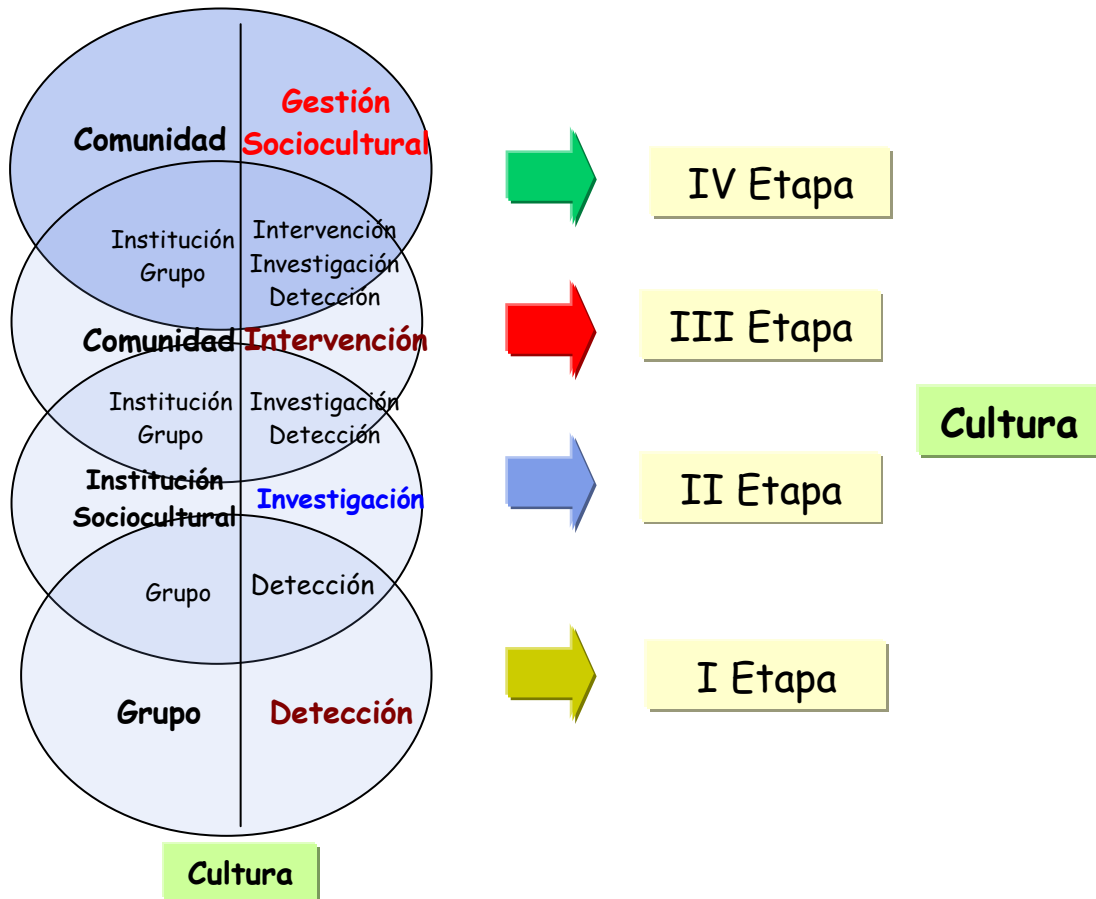 Gestión
Comunidad Sociocultural
IV Etapa
Institución
Grupo
Intervención
Investigación
Detección
III Etapa
Comunidad Intervención
Institución
Grupo
Investigación
Detección
Cultura
II Etapa
Institución
Sociocultural
Investigación
Grupo
Detección
I Etapa
Grupo
Detección
Cultura